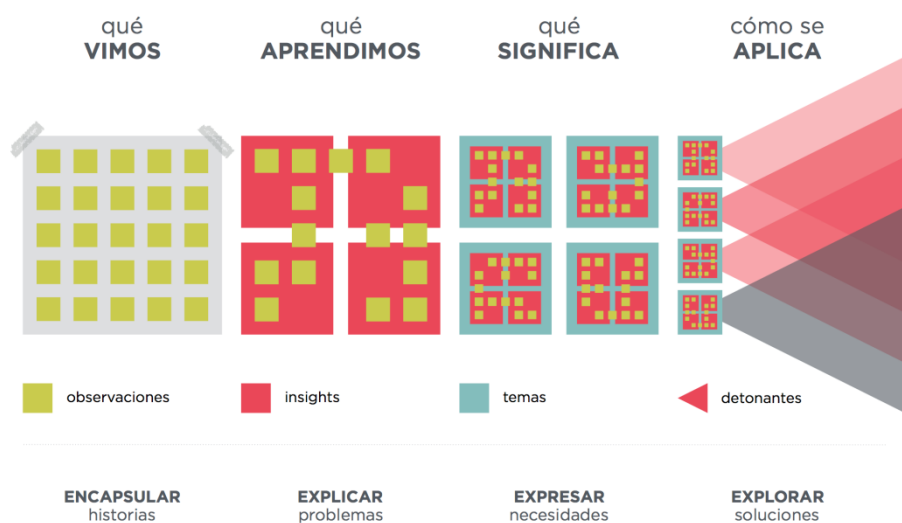 qué
VIMOS
qué
APRENDIMOS
qué
SIGNIFICA
cómo se
APLICA
observaciones
insights
temas
detonantes
ENCAPSULAR
historias
EXPLICAR
problemas
EXPRESAR
necesidades
EXPLORAR
soluciones